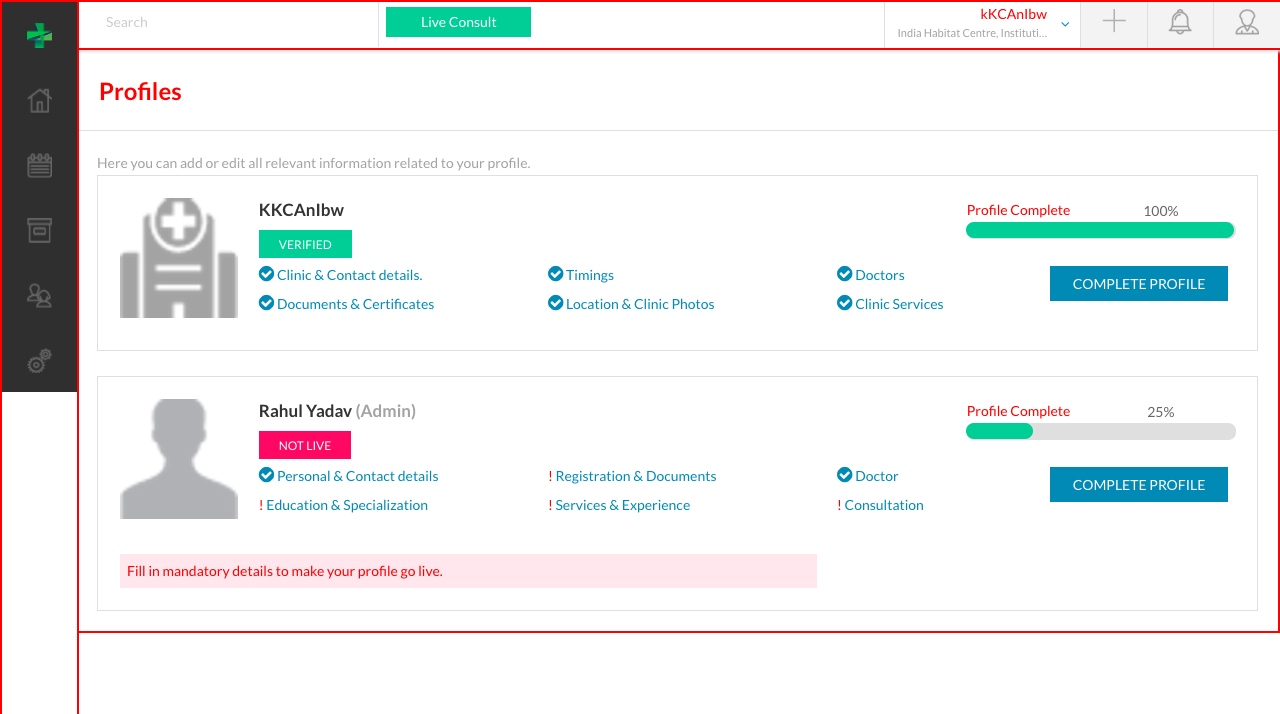 Search
Live Consult
kKCAnIbw
India Habitat Centre, Instituti...
Profiles
Here you can add or edit all relevant information related to your profile.
KKCAnIbw
Profile Complete 100%
VERIFIED
Clinic & Contact details. Timings Doctors
COMPLETE PROFILE
Documents & Certificates Location & Clinic Photos Clinic Services
Rahul Yadav (Admin)
Profile Complete 25%
NOT LIVE
Personal & Contact details ! Registration & Documents Doctor
COMPLETE PROFILE
! Education & Specialization ! Services & Experience ! Consultation
Fill in mandatory details to make your profile go live.